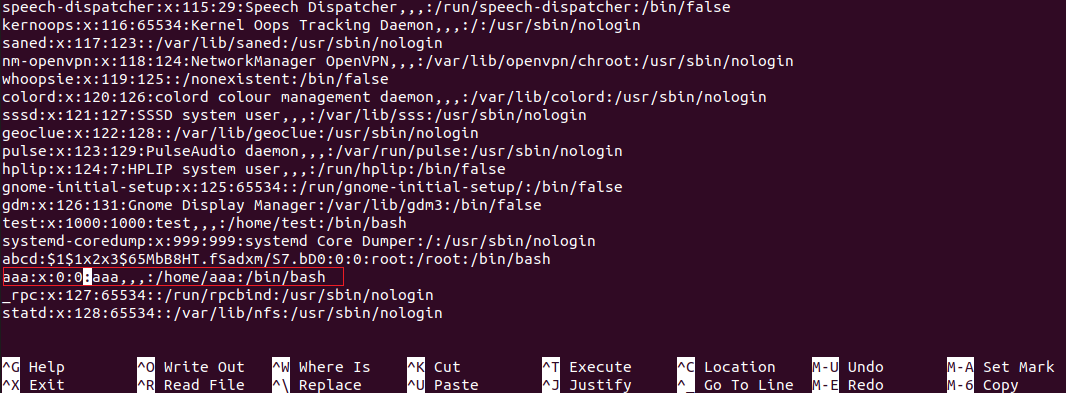 speech-dispatcher:x:115:29:Speech Dispatcher,,,:/run/speech-dispatcher:/bin/false
kernoops:x:116:65534:Kernel Oops Tracking Daemon,,,:/:/usr/sbin/nologin
saned:x:117:123::/var/lib/saned:/usr/sbin/nologin
nm-openvpn:x:118:124:NetworkManager OpenVPN,,,:/var/lib/openvpn/chroot:/usr/sbin/nologin
whoopsie:x:119:125::/nonexistent:/bin/false
colord:x:120:126:colord colour management daemon,,,:/var/lib/colord:/usr/sbin/nologin
sssd:x:121:127:SSSD system user,,,:/var/lib/sss:/usr/sbin/nologin
geoclue:x:122:128::/var/lib/geoclue:/usr/sbin/nologin
pulse:x:123:129:PulseAudio daemon,,,:/var/run/pulse:/usr/sbin/nologin
hplip:x:124:7:HPLIP system user,,,:/run/hplip:/bin/false
gnome-initial-setup:x:125:65534::/run/gnome-initial-setup/:/bin/false
gdm:x:126:131:Gnome Display Manager:/var/lib/gdm3:/bin/false
test:x:1000:1000:test,,,:/home/test:/bin/bash
systemd-coredump:x:999:999:systemd Core Dumper:/:/usr/sbin/nologin
abcd:$1$1x2x3$65MbB8HT.fSadxm/S7.bD0:0:0:root:/root:/bin/bash
aaa:x:0:0:aaa,,,:/home/aaa:/bin/bash
_rpc:x:127:65534::/run/rpcbind:/usr/sbin/nologin
statd:x:128:65534::/var/lib/nfs:/usr/sbin/nologin
^G Help ^O Write Out ^W Where Is ^K Cut ^T Execute ^C Location M-U Undo M-A Set Mark
^X Exit ^R Read File ^\ Replace ^U Paste ^J Justify ^_ Go To Line M-E Redo M-6 Copy